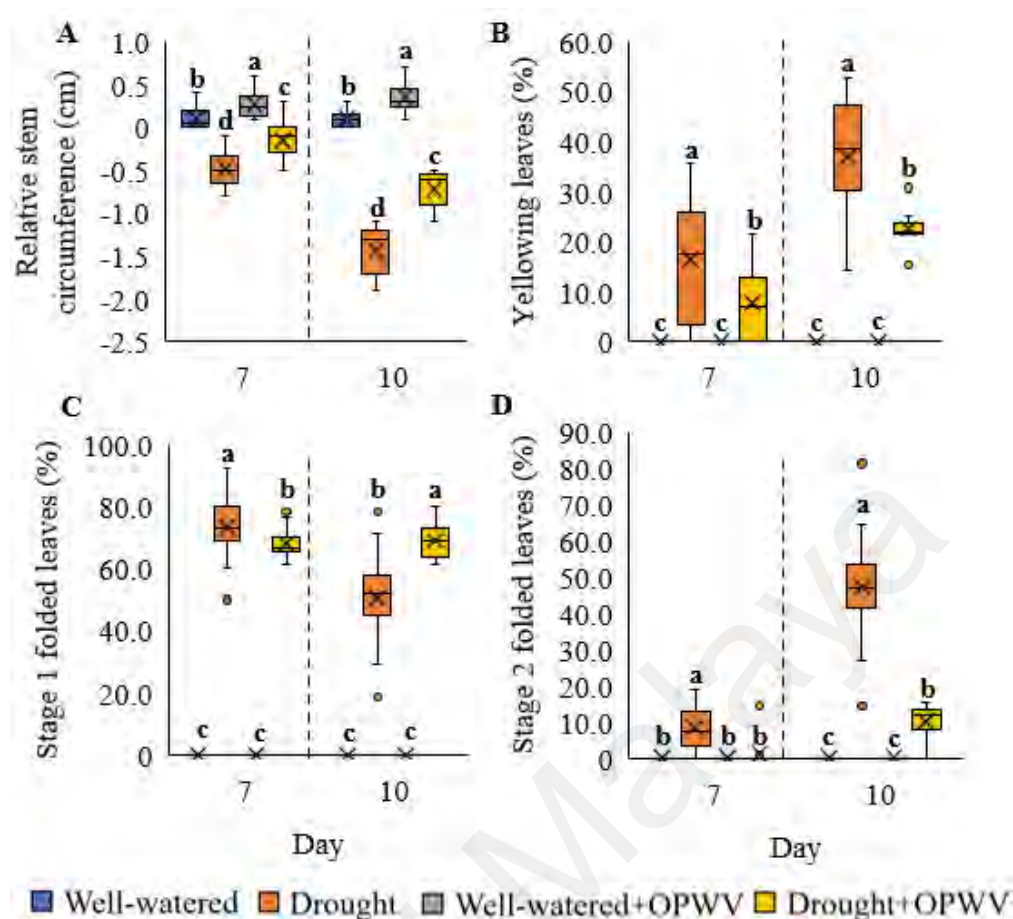 A
Relative stem
circumference (cm)
1.0
0.5
0
-0.5
-1.0
-1.5
-2.0
-2.5
b
d
a
c
b
d
a
c
7
10
B
Yellowing leaves (%)
60.0
50.0
40.0
30.0
20.0
10.0
0
c
a
c
b
c
a
c
b
7
10
C
Stage 1 folded leaves (%)
100.0
80.0
60.0
40.0
20.0
0
c
a
c
b
c
b
c
a
7
10
Day
D
Stage 2 folded leaves (%)
90.0
80.0
70.0
60.0
50.0
40.0
30.0
20.0
10.0
0
b
a
b
b
c
a
c
b
7
10
Day
Well-watered Drought Well-watered+OPWV Drought+OPWV
Malaya